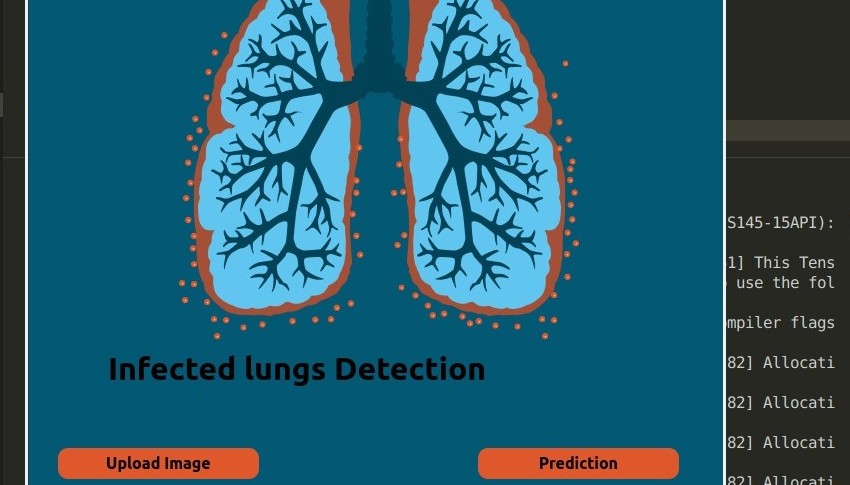 S145-15API):
1] This Tens
use the fol
mpiler flags
Infected lungs Detection
82] Allocati
82] Allocati
82] Allocati
Upload Image
Prediction
82] Allocati